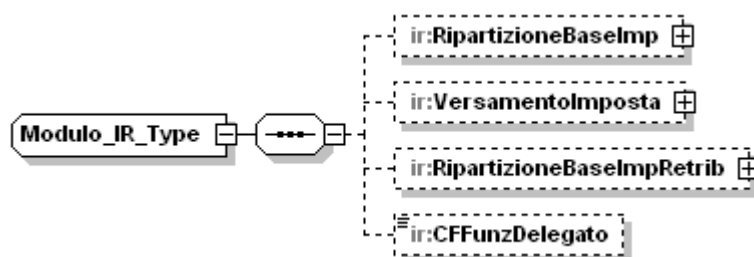 ir:RipartizioneBaseImp
ir:VersamentoImposta
Modulo_IR_Type
ir:RipartizioneBaseImpRetrib
ir:CFFunzDelegato